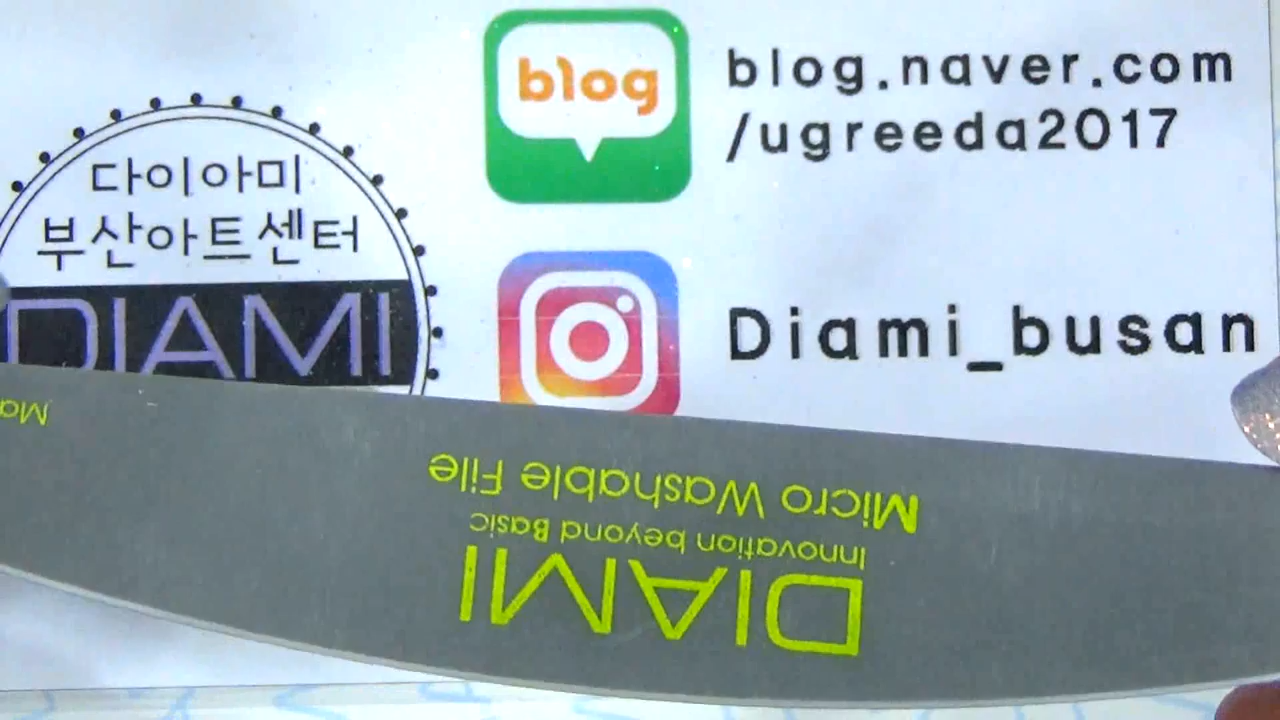 blog
blog.naver.com
/ugreeda2017
다이아미
부산아트센터
DIAMI
Diami_busan
DIAMI
Innovation beyond Basic
Micro Washable File